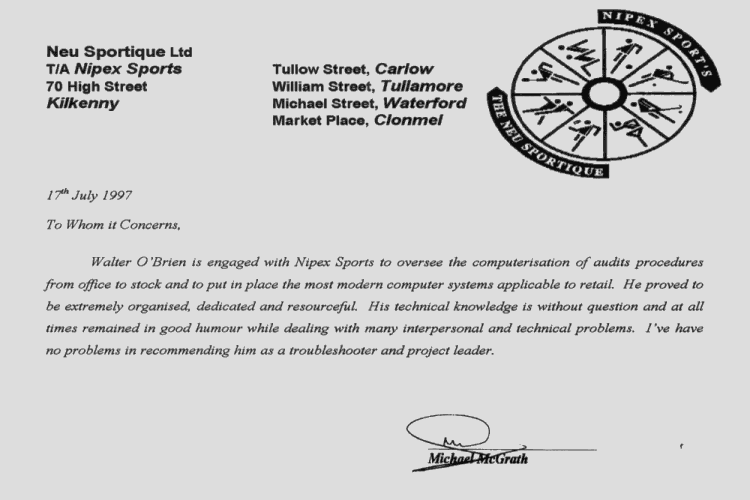 Neu Sportique Ltd
T/A Nipex Sports
70 High Street
Kilkenny
Tullow Street, Carlow
William Street, Tullamore
Michael Street, Waterford
Market Place, Clonmel
NIPEX SPORT'S
THE NEU SPORTIQUE
17th July 1997
To Whom it Concerns,
Walter O'Brien is engaged with Nipex Sports to oversee the computerisation of audits procedures
from office to stock and to put in place the most modern computer systems applicable to retail. He proved to
be extremely organised, dedicated and resourceful. His technical knowledge is without question and at all
times remained in good humour while dealing with many interpersonal and technical problems. I've have
no problems in recommending him as a troubleshooter and project leader.
Michael McGrath